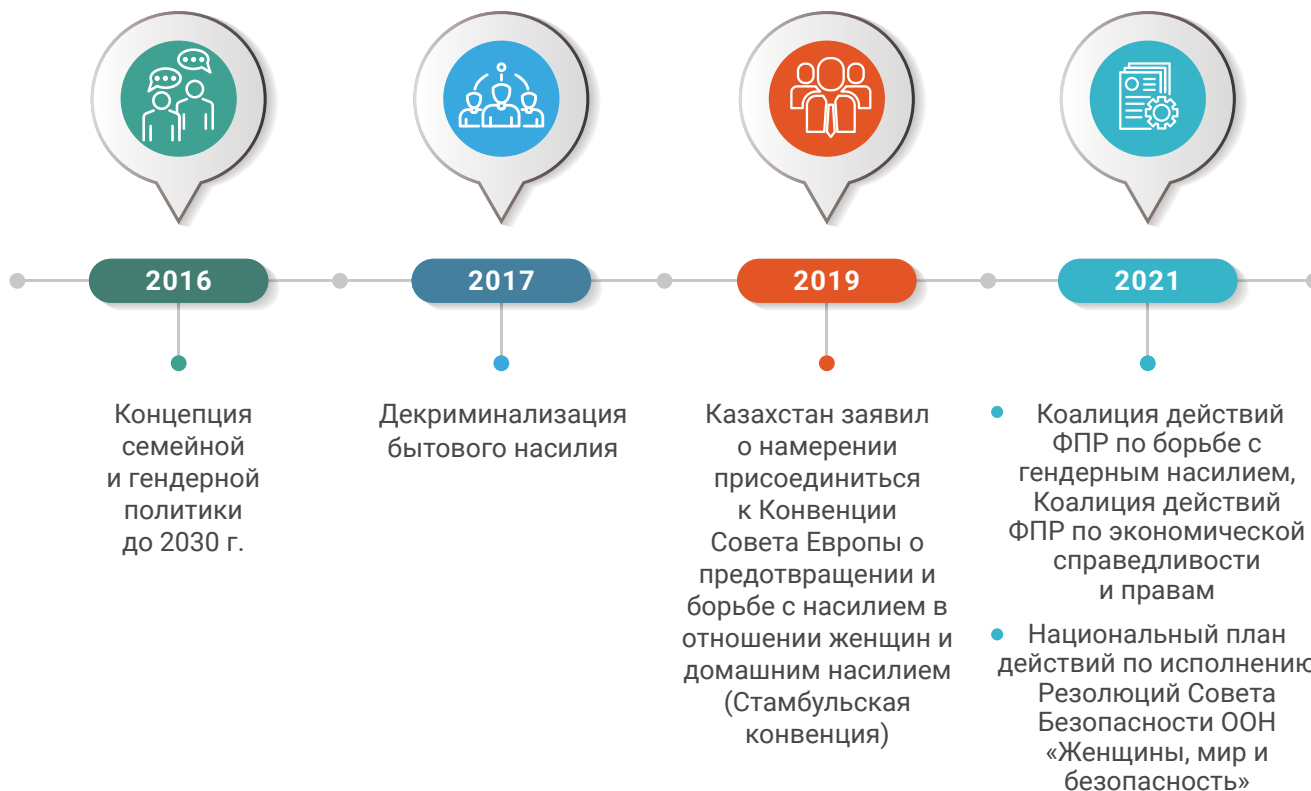 2016
Концепция
семейной
и гендерной
политики
до 2030 г.
2017
Декриминализация
бытового насилия
2019
Казахстан заявил
о намерении
присоединиться
к Конвенции
Совета Европы о
предотвращении и
борьбе с насилием в
отношении женщин и
домашним насилием
(Стамбульская
конвенция)
2021
• Коалиция действий
ФПР по борьбе с
гендерным насилием,
Коалиция действий
ФПР по экономической
справедливости
и правам
• Национальный план
действий по исполнению
Резолюций Совета
Безопасности ООН
«Женщины, мир и
безопасность»